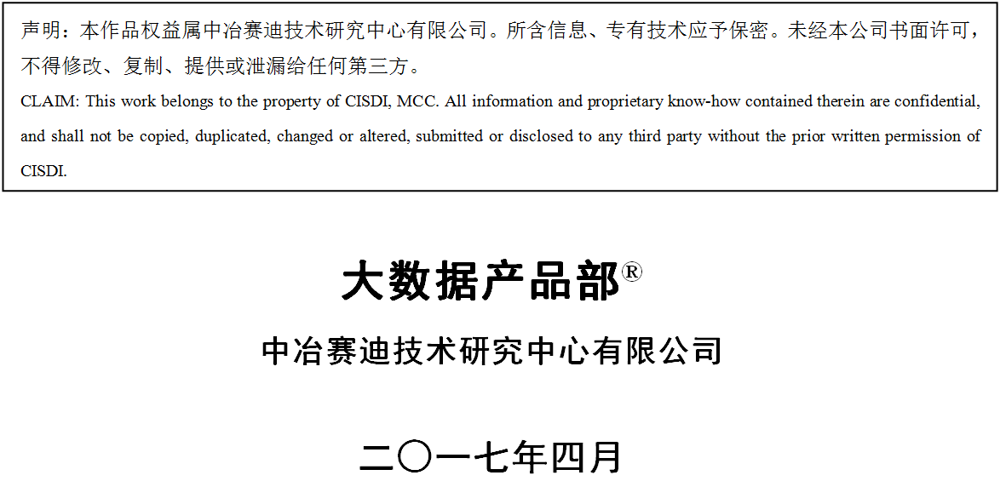 声明：本作品权益属中冶赛迪技术研究中心有限公司。所含信息、专有技术应予保密。未经本公司书面许可，
不得修改、复制、提供或泄漏给任何第三方。
CLAIM: This work belongs to the property of CISDI, MCC. All information and proprietary know-how contained therein are confidential,
and shall not be copied, duplicated, changed or altered, submitted or disclosed to any third party without the prior written permission of
CISDI.
大数据产品部®
中冶赛迪技术研究中心有限公司
二〇一七年四月